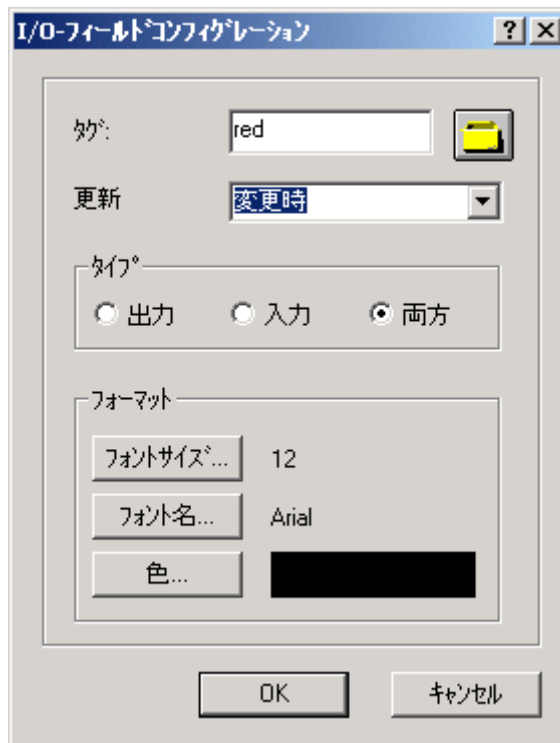 I/O-ﾌｨｰﾙﾄﾞｺﾝﾌｨｸﾞﾚｰｼｮﾝ
ﾀｸﾞ: red
更新 変更時
ﾀｲﾌﾟ
出力 入力 両方
ﾌｫｰﾏｯﾄ
ﾌｫﾝﾄｻｲｽﾞ... 12
ﾌｫﾝﾄ名... Arial
色...
OK ｷｬﾝｾﾙ